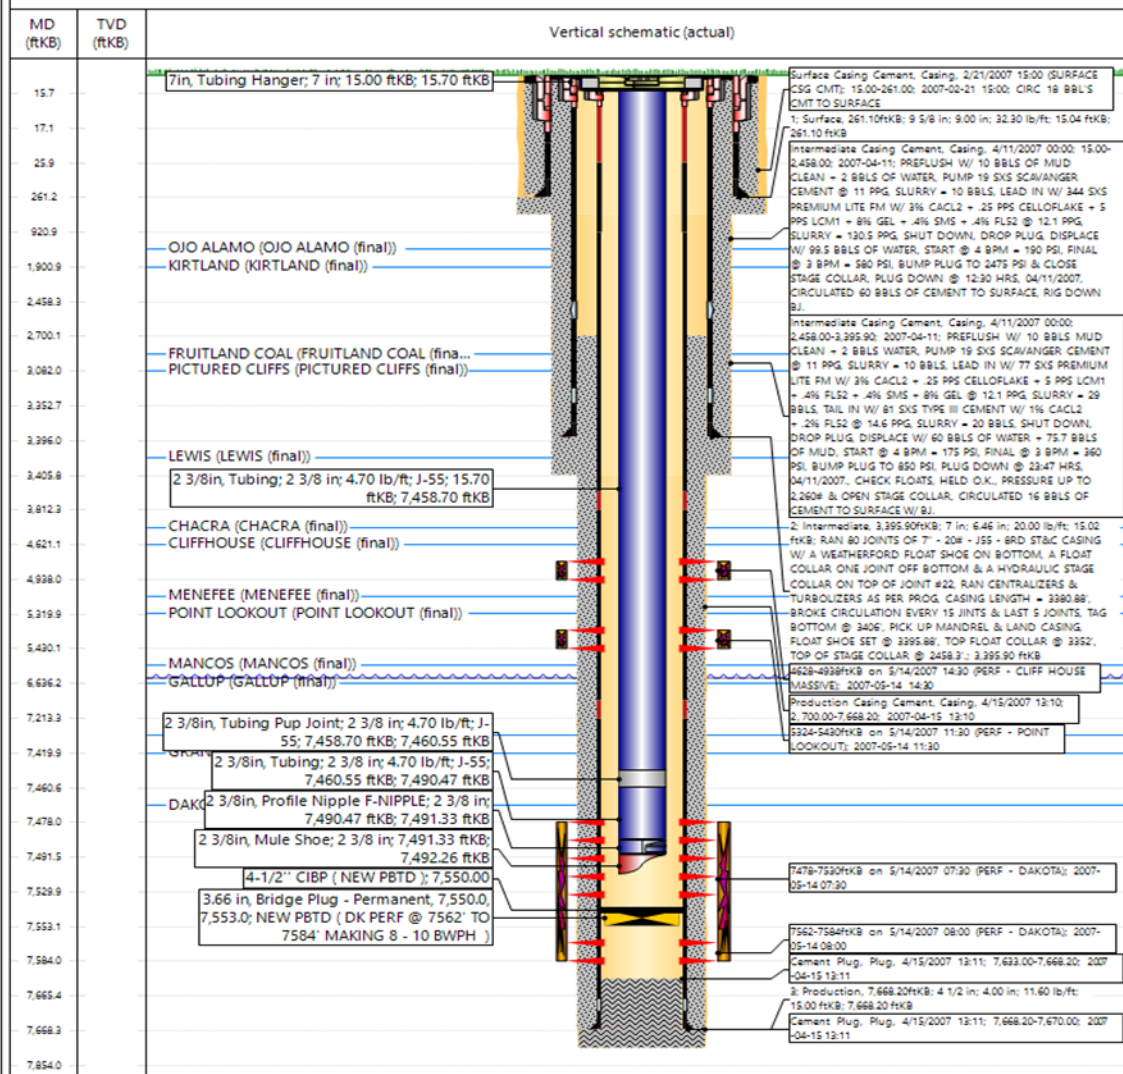 MD
(ftKB)
TVD
(ftKB)
Vertical schematic (actual)
15.7
17.1
25.9
261.2
920.9
1,900.9
2,458.3
2,700.1
3,082.0
3,352.7
3,396.0
3,405.8
3,812.3
4,621.1
4,938.0
5,319.9
5,430.1
6,636.2
7,213.3
7,419.9
7,460.6
7,478.0
7,491.5
7,529.9
7,553.1
7,584.0
7,665.4
7,668.3
7,854.0
7in, Tubing Hanger; 7 in; 15.00 ftKB; 15.70 ftKB
OJO ALAMO (OJO ALAMO (final))
KIRTLAND (KIRTLAND (final))
FRUITLAND COAL (FRUITLAND COAL (fina...
PICTURED CLIFFS (PICTURED CLIFFS (final))
LEWIS (LEWIS (final))
2 3/8in, Tubing; 2 3/8 in; 4.70 lb/ft; J-55; 15.70
ftKB; 7,458.70 ftKB
CHACRA (CHACRA (final))
CLIFFHOUSE (CLIFFHOUSE (final))
MENEFEE (MENEFEE (final))
POINT LOOKOUT (POINT LOOKOUT (final))
MANCOS (MANCOS (final))
GALLUP (GALLUP (final))
2 3/8in, Tubing Pup Joint; 2 3/8 in; 4.70 lb/ft; J-
55; 7,458.70 ftKB; 7,460.55 ftKB
2 3/8in, Tubing; 2 3/8 in; 4.70 lb/ft; J-55;
7,460.55 ftKB; 7,490.47 ftKB
DAKO
2 3/8in, Profile Nipple F-NIPPLE; 2 3/8 in;
7,490.47 ftKB; 7,491.33 ftKB
2 3/8in, Mule Shoe; 2 3/8 in; 7,491.33 ftKB;
7,492.26 ftKB
4-1/2'' CIBP ( NEW PBTD ); 7,550.00
3.66 in, Bridge Plug - Permanent, 7,550.0,
7,553.0; NEW PBTD ( DK PERF @ 7562' TO
7584' MAKING 8 - 10 BWPH )
Surface Casing Cement, Casing, 2/21/2007 15:00 (SURFACE
CSG CMT); 15.00-261.00; 2007-02-21 15:00; CIRC 18 BBL'S
CMT TO SURFACE
1; Surface, 261.10ftKB; 9 5/8 in; 9.00 in; 32.30 lb/ft; 15.04 ftKB;
261.10 ftKB
Intermediate Casing Cement, Casing, 4/11/2007 00:00; 15.00-
2,458.00; 2007-04-11; PREFLUSH W/ 10 BBLS OF MUD
CLEAN + 2 BBLS OF WATER, PUMP 19 SXS SCAVANGER
CEMENT @ 11 PPG, SLURRY = 10 BBLS, LEAD IN W/ 344 SXS
PREMIUM LITE FM W/ 3% CACL2 + .25 PPS CELLOFLAKE + 5
PPS LCM1 + 8% GEL + .4% SMS + .4% FL52 @ 12.1 PPG,
SLURRY = 130.5 PPG, SHUT DOWN, DROP PLUG, DISPLACE
W/ 99.5 BBLS OF WATER, START @ 4 BPM = 190 PSI, FINAL
@ 3 BPM = 580 PSI, BUMP PLUG TO 2475 PSI & CLOSE
STAGE COLLAR, PLUG DOWN @ 12:30 HRS, 04/11/2007,
CIRCULATED 60 BBLS OF CEMENT TO SURFACE, RIG DOWN
BJ.
Intermediate Casing Cement, Casing, 4/11/2007 00:00;
2,458.00-3,395.90; 2007-04-11; PREFLUSH W/ 10 BBLS MUD
CLEAN + 2 BBLS WATER, PUMP 19 SXS SCAVANGER CEMENT
@ 11 PPG, SLURRY = 10 BBLS, LEAD IN W/ 77 SXS PREMIUM
LITE FM W/ 3% CACL2 + .25 PPS CELLOFLAKE + 5 PPS LCM1
+ .4% FL52 + .4% SMS + 8% GEL @ 12.1 PPG, SLURRY = 29
BBLS, TAIL IN W/ 81 SXS TYPE III CEMENT W/ 1% CACL2
+ .2% FL52 @ 14.6 PPG, SLURRY = 20 BBLS, SHUT DOWN,
DROP PLUG, DISPLACE W/ 60 BBLS OF WATER + 75.7 BBLS
OF MUD, START @ 4 BPM = 175 PSI, FINAL @ 3 BPM = 360
PSI, BUMP PLUG TO 850 PSI, PLUG DOWN @ 23:47 HRS,
04/11/2007., CHECK FLOATS, HELD O.K., PRESSURE UP TO
2,260# & OPEN STAGE COLLAR, CIRCULATED 16 BBLS OF
CEMENT TO SURFACE W/ BJ.
2; Intermediate, 3,395.90ftKB; 7 in; 6.46 in; 20.00 lb/ft; 15.02
ftKB; RAN 80 JOINTS OF 7" - 20# - J55 - 8RD ST&C CASING
W/ A WEATHERFORD FLOAT SHOE ON BOTTOM, A FLOAT
COLLAR ONE JOINT OFF BOTTOM & A HYDRAULIC STAGE
COLLAR ON TOP OF JOINT #22, RAN CENTRALIZERS &
TURBOLIZERS AS PER PROG, CASING LENGTH = 3380.88',
BROKE CIRCULATION EVERY 15 JINTS & LAST 5 JOINTS, TAG
BOTTOM @ 3406', PICK UP MANDREL & LAND CASING,
FLOAT SHOE SET @ 3395.88', TOP FLOAT COLLAR @ 3352',
TOP OF STAGE COLLAR @ 2458.3'.; 3,395.90 ftKB
4628-4938ftKB on 5/14/2007 14:30 (PERF - CLIFF HOUSE
MASSIVE); 2007-05-14 14:30
Production Casing Cement, Casing, 4/15/2007 13:10;
2,700.00-7,668.20; 2007-04-15 13:10
5324-5430ftKB on 5/14/2007 11:30 (PERF - POINT
LOOKOUT); 2007-05-14 11:30
7478-7530ftKB on 5/14/2007 07:30 (PERF - DAKOTA); 2007-
05-14 07:30
7562-7584ftKB on 5/14/2007 08:00 (PERF - DAKOTA); 2007-
05-14 08:00
Cement Plug, Plug, 4/15/2007 13:11; 7,633.00-7,668.20; 2007
-04-15 13:11
3; Production, 7,668.20ftKB; 4 1/2 in; 4.00 in; 11.60 lb/ft;
15.00 ftKB; 7,668.20 ftKB
Cement Plug, Plug, 4/15/2007 13:11; 7,668.20-7,670.00; 2007
-04-15 13:11